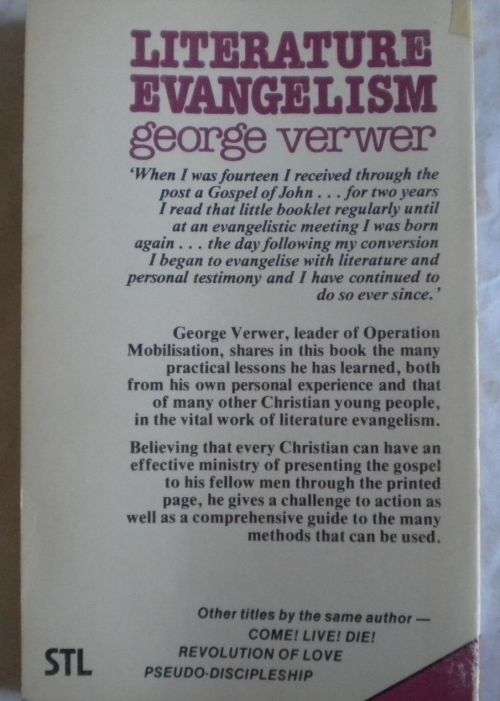 LITERATURE
EVANGELISM
george verwer
'When I was fourteen I received through the
post a Gospel of John . . . for two years
I read that little booklet regularly until
at an evangelistic meeting I was born
again . . . the day following my conversion
I began to evangelise with literature and
personal testimony and I have continued to
do so ever since.'
George Verwer, leader of Operation
Mobilisation, shares in this book the many
practical lessons he has learned, both
from his own personal experience and that
of many other Christian young people,
in the vital work of literature evangelism.
Believing that every Christian can have an
effective ministry of presenting the gospel
to his fellow men through the printed
page, he gives a challenge to action as
well as a comprehensive guide to the many
methods that can be used.
Other titles by the same author —
COME! LIVE! DIE!
REVOLUTION OF LOVE
PSEUDO-DISCIPLESHIP
STL